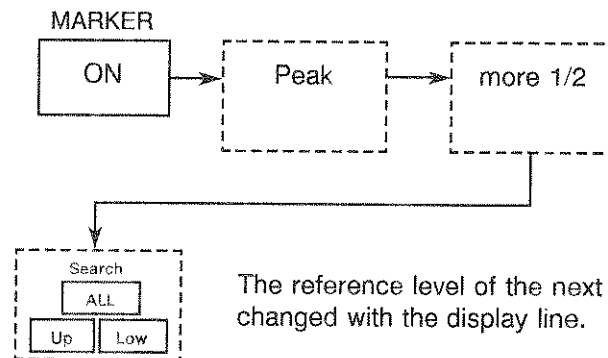 MARKER
ON
Peak
more 1/2
Search
ALL
Up Low
The reference level of the next
changed with the display line.